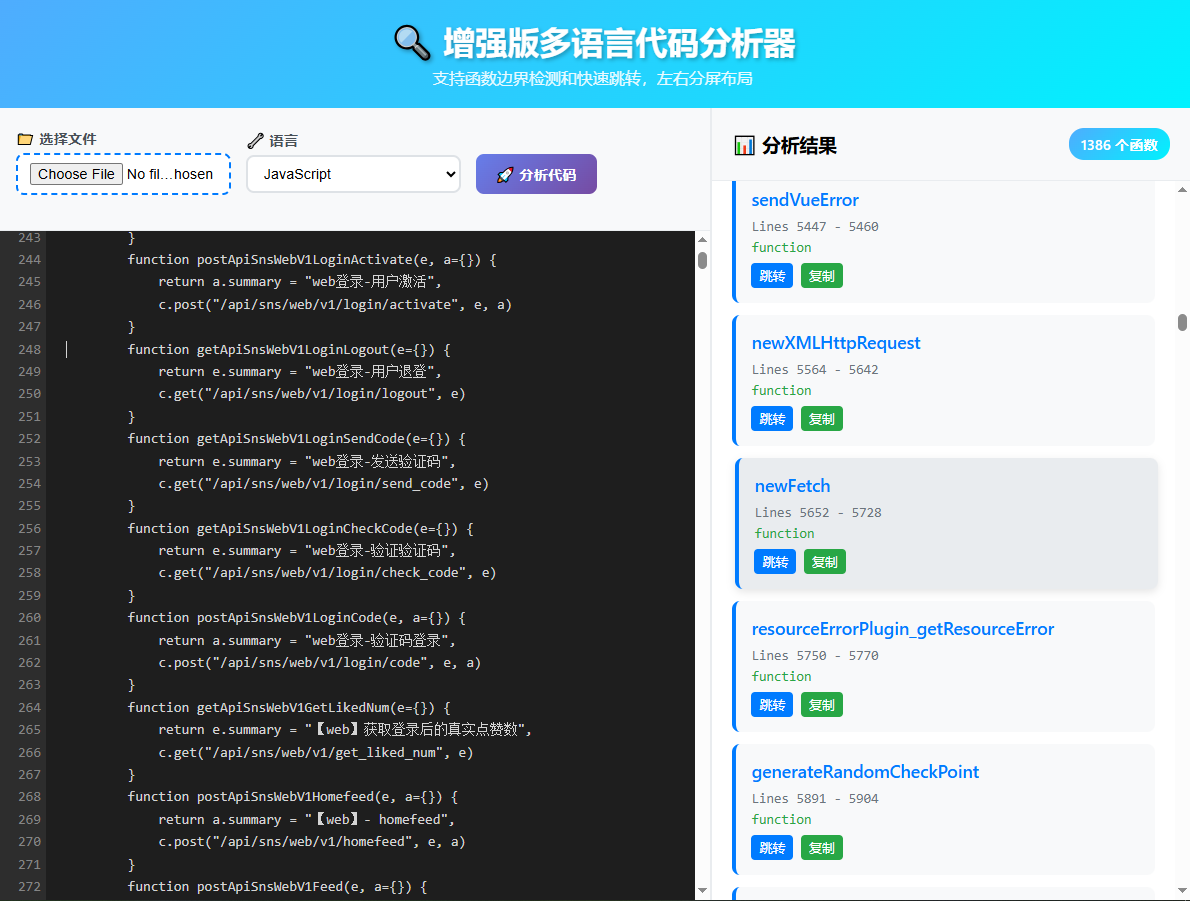 增强版多语言代码分析器
支持函数边界检测和快速跳转，左右分屏布局
选择文件
Choose File No fil...hosen
语言
JavaScript
分析代码
243 }
244 function postApiSnsWebV1LoginActivate(e, a={}) {
245 return a.summary = "web登录-用户激活",
246 c.post("/api/sns/web/v1/login/activate", e, a)
247 }
248 function getApiSnsWebV1LoginLogout(e={}) {
249 return e.summary = "web登录-用户退登",
250 c.get("/api/sns/web/v1/login/logout", e)
251 }
252 function getApiSnsWebV1LoginSendCode(e={}) {
253 return e.summary = "web登录-发送验证码",
254 c.get("/api/sns/web/v1/login/send_code", e)
255 }
256 function getApiSnsWebV1LoginCheckCode(e={}) {
257 return e.summary = "web登录-验证验证码",
258 c.get("/api/sns/web/v1/login/check_code", e)
259 }
260 function postApiSnsWebV1LoginCode(e, a={}) {
261 return a.summary = "web登录-验证码登录",
262 c.post("/api/sns/web/v1/login/code", e, a)
263 }
264 function getApiSnsWebV1GetLikedNum(e={}) {
265 return e.summary = "【web】获取登录后的真实点赞数",
266 c.get("/api/sns/web/v1/get_liked_num", e)
267 }
268 function postApiSnsWebV1Homefeed(e, a={}) {
269 return a.summary = "【web】- homefeed",
270 c.post("/api/sns/web/v1/homefeed", e, a)
271 }
272 function postApiSnsWebV1Feed(e, a={}) {
分析结果
1386 个函数
sendVueError
Lines 5447 - 5460
function
跳转 复制
newXMLHttpRequest
Lines 5564 - 5642
function
跳转 复制
newFetch
Lines 5652 - 5728
function
跳转 复制
resourceErrorPlugin_getResourceError
Lines 5750 - 5770
function
跳转 复制
generateRandomCheckPoint
Lines 5891 - 5904
function
跳转 复制